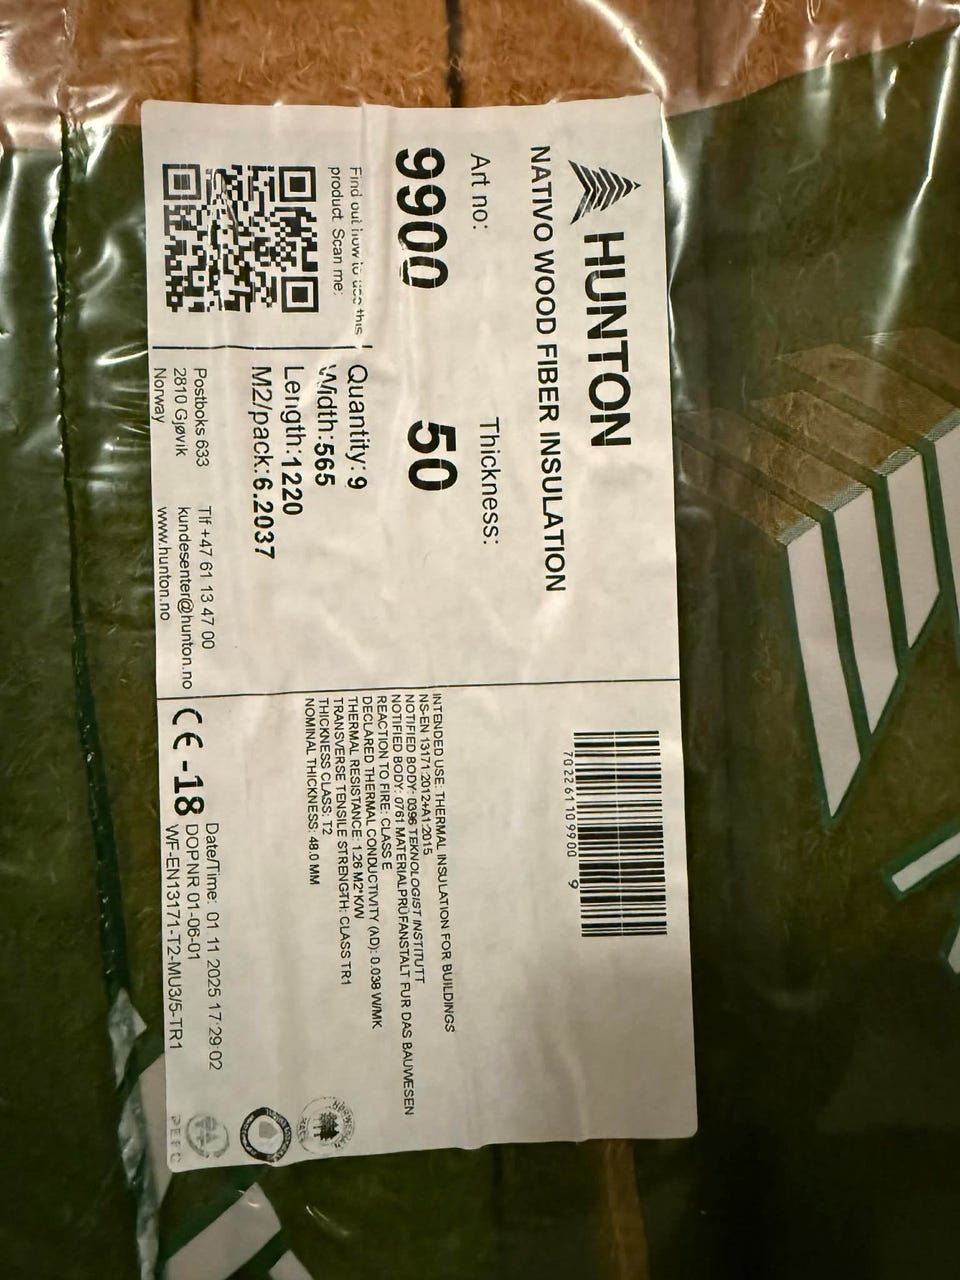 HUNTON
NATIVO WOOD FIBER INSULATION
Art no:
Thickness:
9900
50
Find out how to use this
product. Scan me:
Quantity: 9
Width:565
Length:1220
M2/pack:6.2037
Postboks 633
2810 Gjøvik
Norway
Tlf +47 61 13 47 00
kundesenter@hunton.no
www.hunton.no
7022617099009
INTENDED USE: THERMAL INSULATION FOR BUILDINGS
NS-EN 13171:2012+A1:2015
NOTIFIED BODY: 0396 TEKNOLOGIST INSTITUTT
NOTIFIED BODY: 0761 MATERIALPRÜFANSTALT FUR DAS BAUWESEN
REACTION TO FIRE: CLASS E
DECLARED THERMAL CONDUCTIVITY (ΛD): 0.038 W/MK
THERMAL RESISTANCE: 1.26 M2*K/W
TRANSVERSE TENSILE STRENGTH: CLASS TR1
THICKNESS CLASS: T2
NOMINAL THICKNESS: 48.0 MM
CE -18
Date/Time: 01 11 2025 17:29:02
DOPNR 01-06-01
WF-EN13171-T2-MU3/5-TR1
PEFC